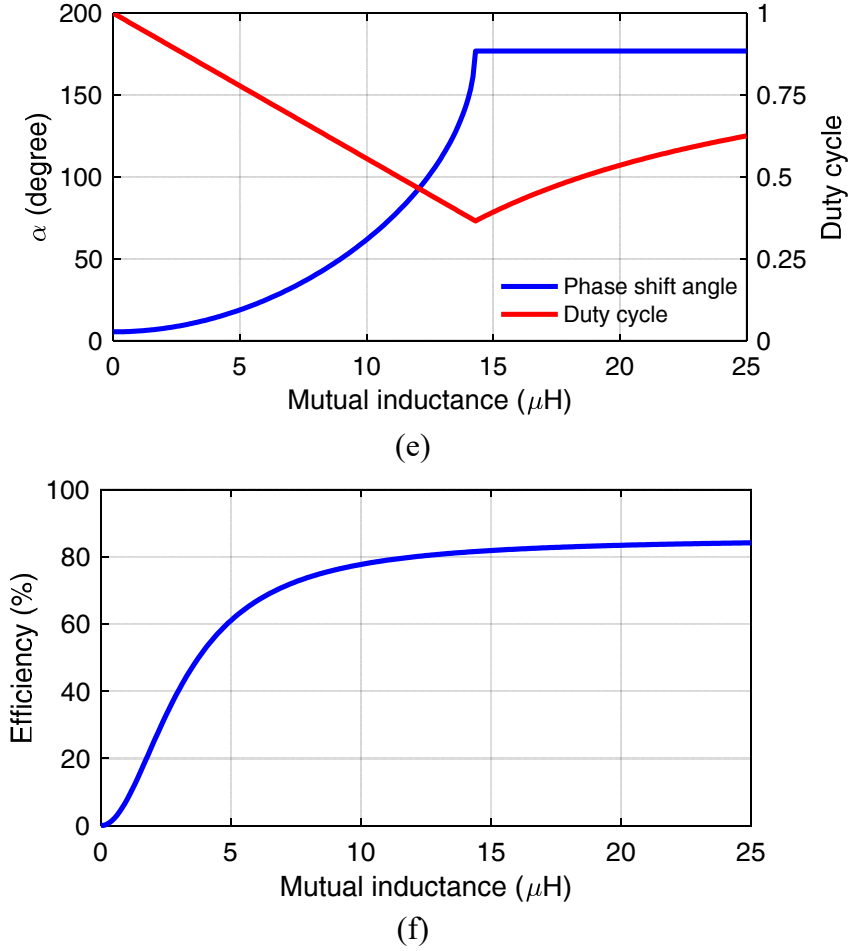 200
150
100
50
0
α (degree)
1
0.75
0.5
0.25
0
Duty cycle
Phase shift angle
Duty cycle
0 5 10 15 20 25
Mutual inductance (μH)
(e)
100
80
60
40
20
0
Efficiency (%)
0 5 10 15 20 25
Mutual inductance (μH)
(f)